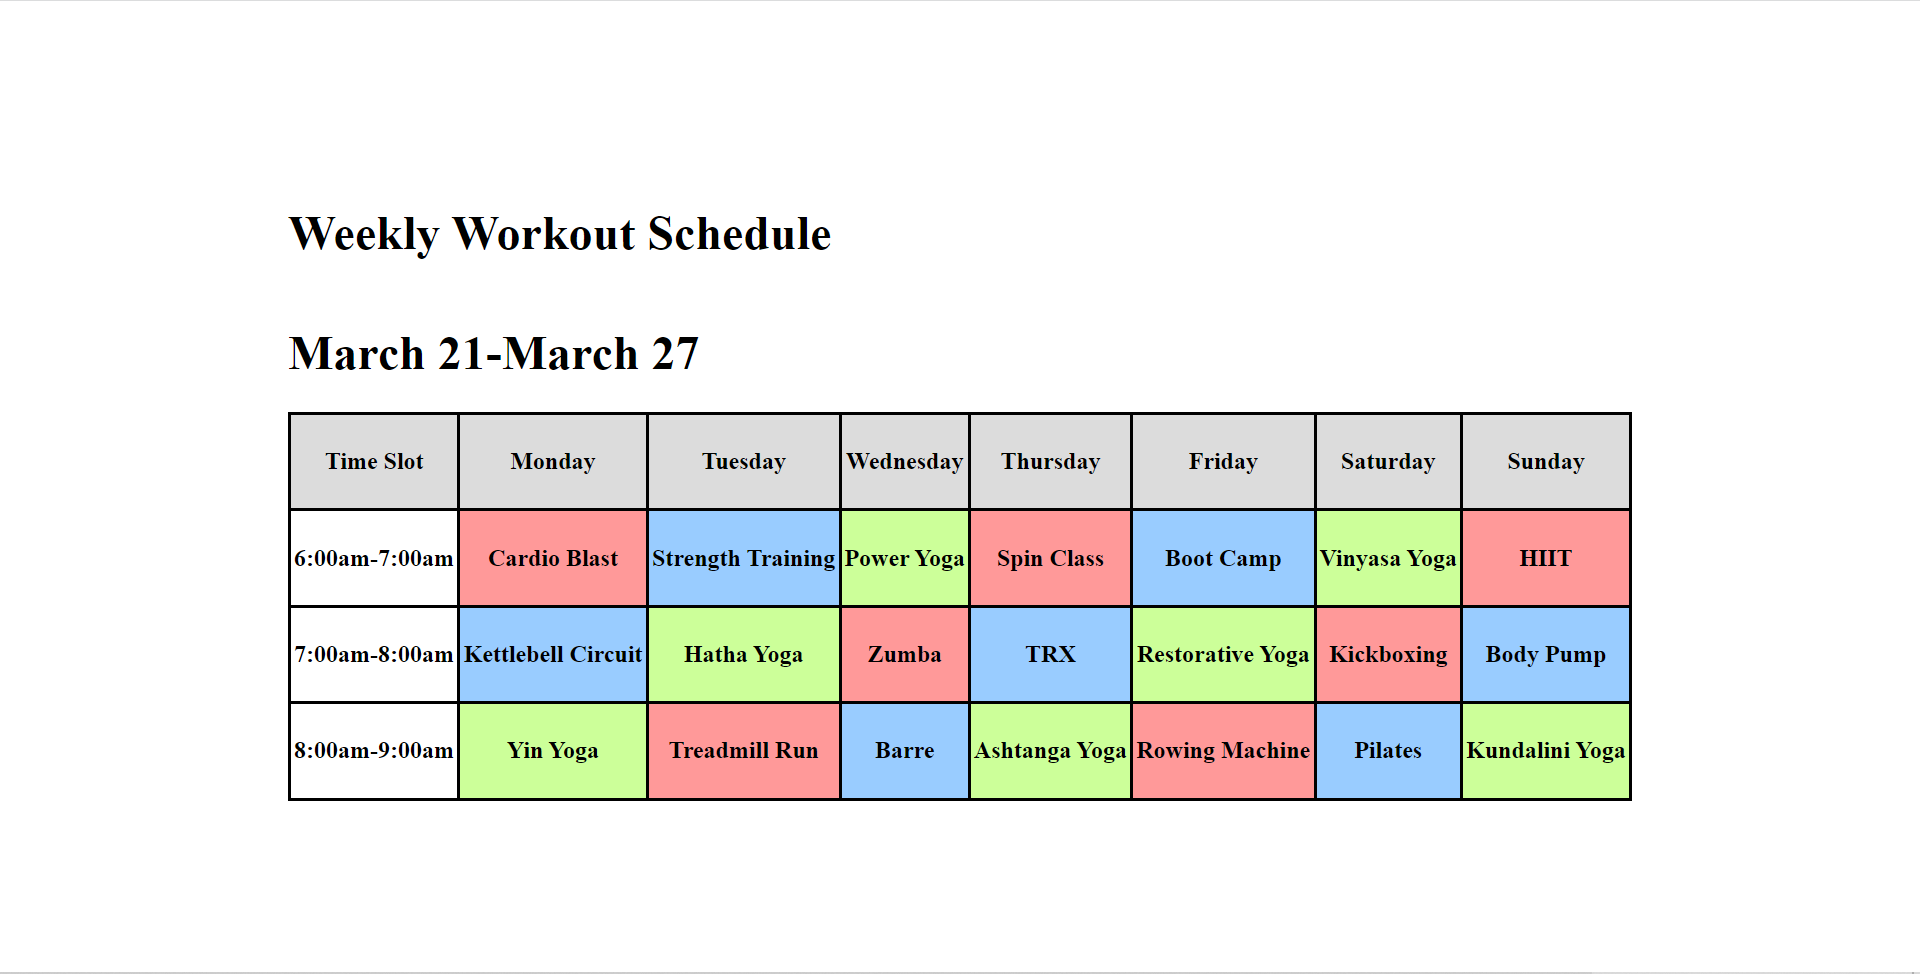 Weekly Workout Schedule
March 21-March 27
Time Slot Monday Tuesday Wednesday Thursday Friday Saturday Sunday
6:00am-7:00am Cardio Blast Strength Training Power Yoga Spin Class Boot Camp Vinyasa Yoga HIIT
7:00am-8:00am Kettlebell Circuit Hatha Yoga Zumba TRX Restorative Yoga Kickboxing Body Pump
8:00am-9:00am Yin Yoga Treadmill Run Barre Ashtanga Yoga Rowing Machine Pilates Kundalini Yoga